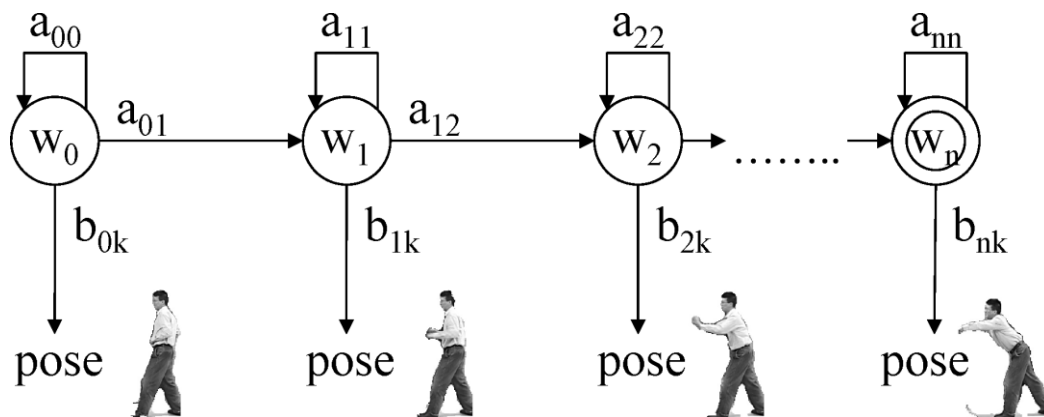 a₀₀ a₁₁ a₂₂ aₙₙ
a₀₁ a₁₂
w₀ w₁ w₂ ........ wₙ
b₀ₖ b₁ₖ b₂ₖ bₙₖ
pose pose pose pose